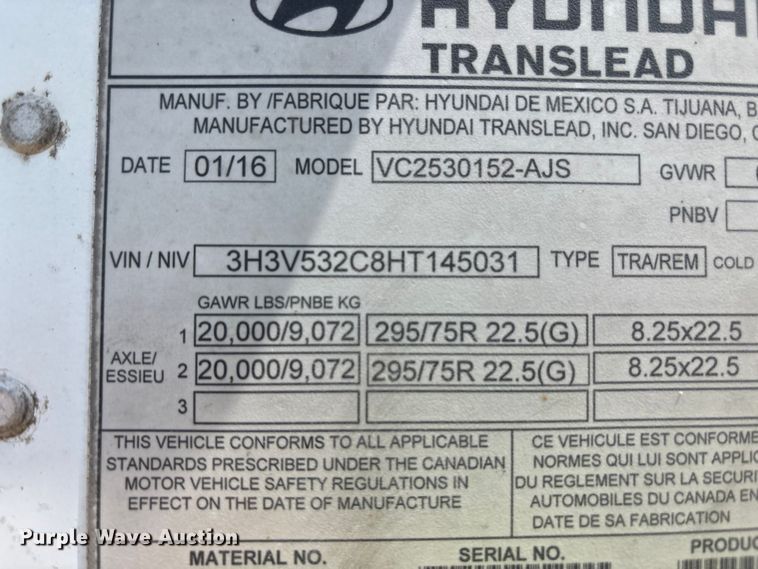 HYUNDAI
TRANSLEAD
MANUF. BY /FABRIQUE PAR: HYUNDAI DE MEXICO S.A. TIJUANA, B
MANUFACTURED BY HYUNDAI TRANSLEAD, INC. SAN DIEGO,
DATE 01/16 MODEL VC2530152-AJS GVWR
PNBV
VIN / NIV 3H3V532C8HT145031 TYPE TRA/REM COLD
GAWR LBS/PNBE KG
1 20,000/9,072 295/75R 22.5(G) 8.25x22.5
AXLE/
ESSIEU 2 20,000/9,072 295/75R 22.5(G) 8.25x22.5
3
THIS VEHICLE CONFORMS TO ALL APPLICABLE
STANDARDS PRESCRIBED UNDER THE CANADIAN
MOTOR VEHICLE SAFETY REGULATIONS IN
EFFECT ON THE DATE OF MANUFACTURE
CE VEHICULE EST CONFORME
NORMES QUI LUI SONT APPLIC
DU REGLEMENT SUR LA SECURI
AUTOMOBILES DU CANADA EN
DATE DE SA FABRICATION
MATERIAL NO. SERIAL NO. PRODUC
Purple Wave Auction